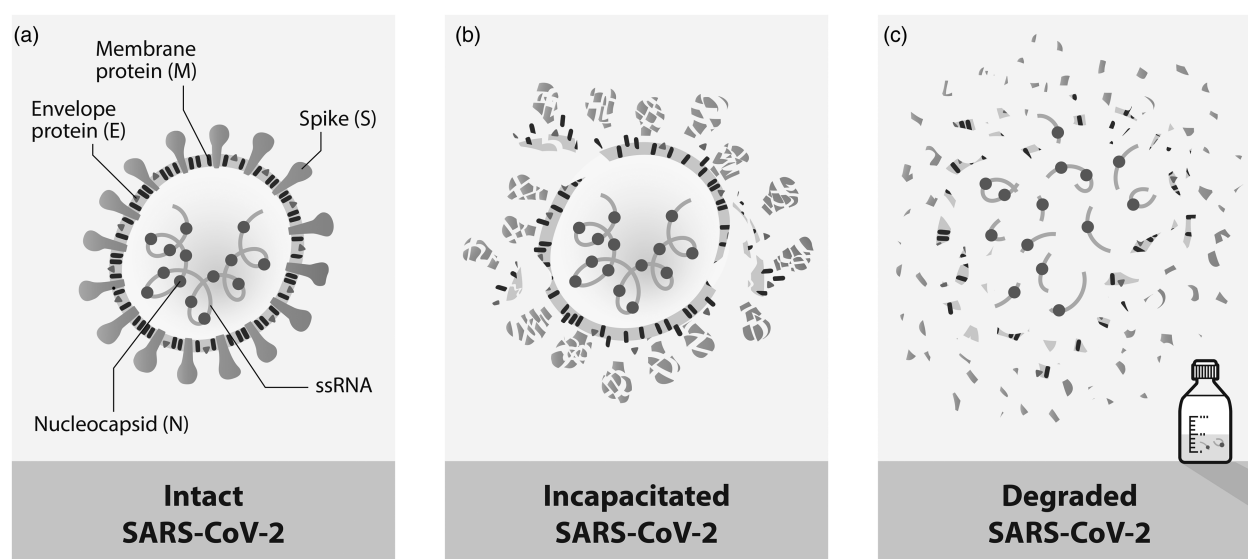 (a)
Membrane
protein (M)
Envelope
protein (E)
Spike (S)
ssRNA
Nucleocapsid (N)
Intact
SARS-CoV-2
(b)
Incapacitated
SARS-CoV-2
(c)
Degraded
SARS-CoV-2